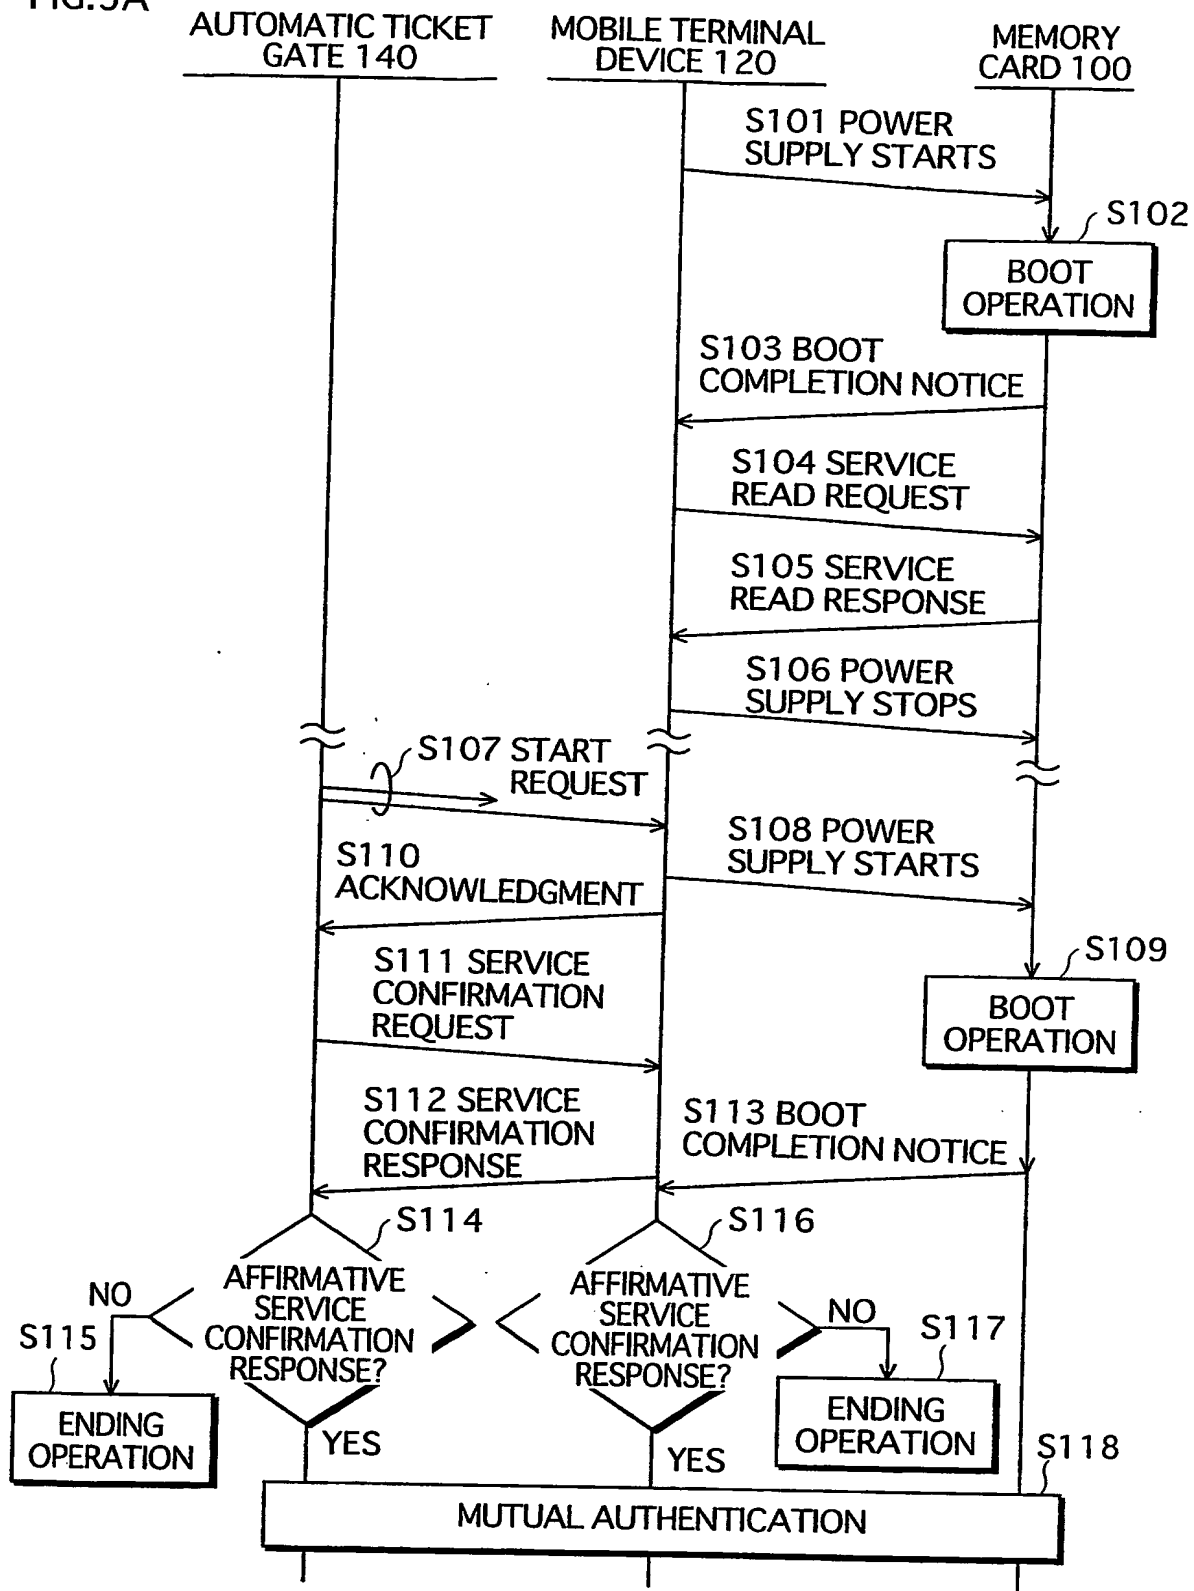 FIG.5A
AUTOMATIC TICKET
GATE 140
MOBILE TERMINAL
DEVICE 120
MEMORY
CARD 100
S101 POWER
SUPPLY STARTS
S102
BOOT
OPERATION
S103 BOOT
COMPLETION NOTICE
S104 SERVICE
READ REQUEST
S105 SERVICE
READ RESPONSE
S106 POWER
SUPPLY STOPS
S107 START
REQUEST
S108 POWER
SUPPLY STARTS
S110
ACKNOWLEDGMENT
S109
BOOT
OPERATION
S111 SERVICE
CONFIRMATION
REQUEST
S112 SERVICE
CONFIRMATION
RESPONSE
S113 BOOT
COMPLETION NOTICE
S114
AFFIRMATIVE
SERVICE
CONFIRMATION
RESPONSE?
NO
S115
ENDING
OPERATION
YES
S116
AFFIRMATIVE
SERVICE
CONFIRMATION
RESPONSE?
NO
S117
ENDING
OPERATION
YES
S118
MUTUAL AUTHENTICATION